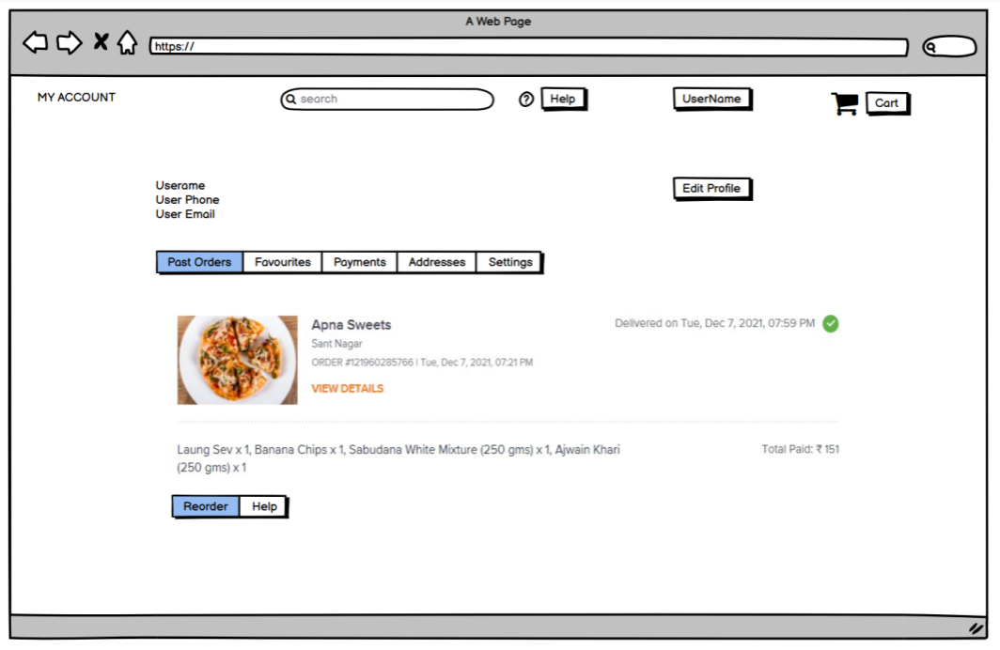 A Web Page
https://
MY ACCOUNT
search
Help
UserName
Cart
Userame
User Phone
User Email
Edit Profile
Past Orders
Favourites
Payments
Addresses
Settings
Apna Sweets
Delivered on Tue, Dec 7, 2021, 07:59 PM
Sant Nagar
ORDER #121960285766 | Tue, Dec 7, 2021, 07:21 PM
VIEW DETAILS
Laung Sev x 1, Banana Chips x 1, Sabudana White Mixture (250 gms) x 1, Ajwain Khari
(250 gms) x 1
Total Paid: ₹ 151
Reorder
Help